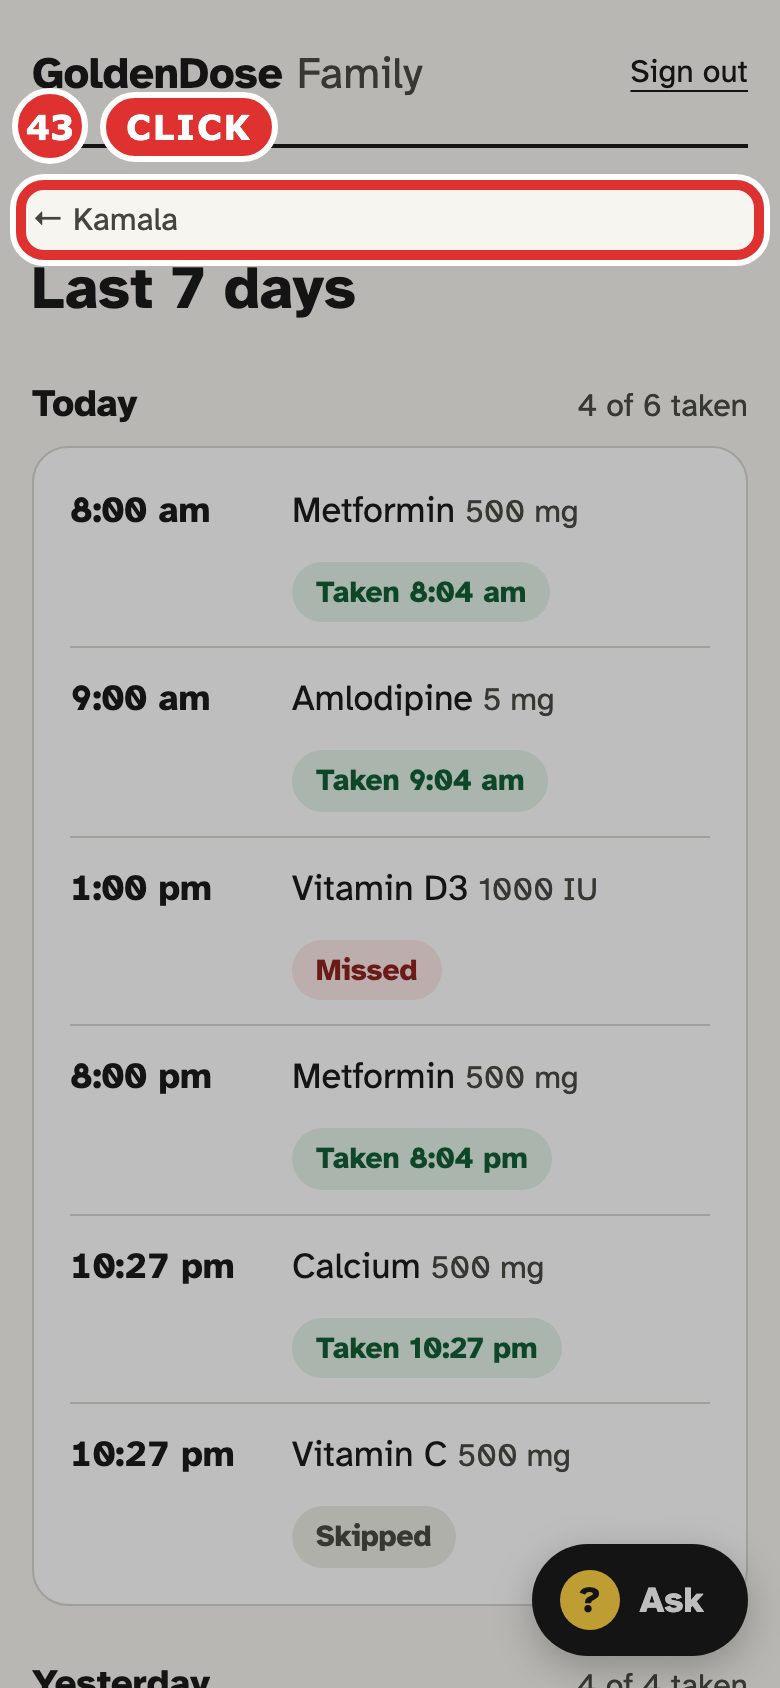 GoldenDose Family
Sign out
43
CLICK
← Kamala
Last 7 days
Today
4 of 6 taken
8:00 am
Metformin 500 mg
Taken 8:04 am
9:00 am
Amlodipine 5 mg
Taken 9:04 am
1:00 pm
Vitamin D3 1000 IU
Missed
8:00 pm
Metformin 500 mg
Taken 8:04 pm
10:27 pm
Calcium 500 mg
Taken 10:27 pm
10:27 pm
Vitamin C 500 mg
Skipped
? Ask
Yesterday
4 of 4 taken